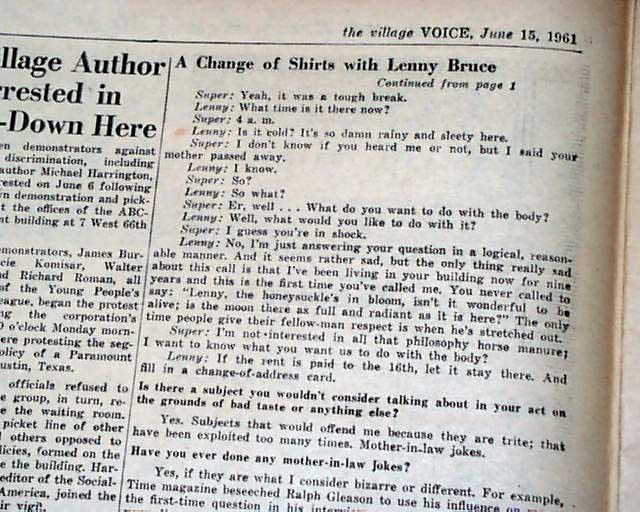 the village VOICE, June 15, 1961
llage Author
rrested in
-Down Here
en demonstrators against
discrimination, including
author Michael Harrington,
rested on June 6 following
n demonstration and pick-
t the offices of the ABC-
nt building at 7 West 66th
emonstrators, James Bur-
cie Komisar, Walter
nd Richard Roman, all
of the Young People's
eague, began the protest
ng the corporation's
o'clock Monday morn-
ere protesting the seg-
olicy of a Paramount
ustin, Texas.
officials refused to
e group, in turn, re-
e the waiting room.
picket line of other
others opposed to
licies, formed on the
e the building. Har-
editor of the Social-
America, joined the
ir vigil.
A Change of Shirts with Lenny Bruce
Continued from page 1
Super: Yeah, it was a tough break.
Lenny: What time is it there now?
Super: 4 a. m.
Lenny: Is it cold? It's so damn rainy and sleety here.
Super: I don't know if you heard me or not, but I said your
mother passed away.
Lenny: I know.
Super: So?
Lenny: So what?
Super: Er, well . . . What do you want to do with the body?
Lenny: Well, what would you like to do with it?
Super: I guess you're in shock.
Lenny: No, I'm just answering your question in a logical, reason-
able manner. And it seems rather sad, but the only thing really sad
about this call is that I've been living in your building now for nine
years and this is the first time you've called me. You never called to
say: "Lenny, the honeysuckle's in bloom, isn't it wonderful to be
alive; is the moon there as full and radiant as it is here?" The only
time people give their fellow-man respect is when he's stretched out.
Super: I'm not interested in all that philosophy horse manure;
I want to know what you want us to do with the body?
Lenny: If the rent is paid to the 16th, let it stay there. And
fill in a change-of-address card.
Is there a subject you wouldn't consider talking about in your act on
the grounds of bad taste or anything else?
Yes. Subjects that would offend me because they are trite; that
have been exploited too many times. Mother-in-law jokes.
Have you ever done any mother-in-law jokes?
Yes, if they are what I consider bizarre or different. For example,
Time magazine beseeched Ralph Gleason to use his influence on
the first-time question in his